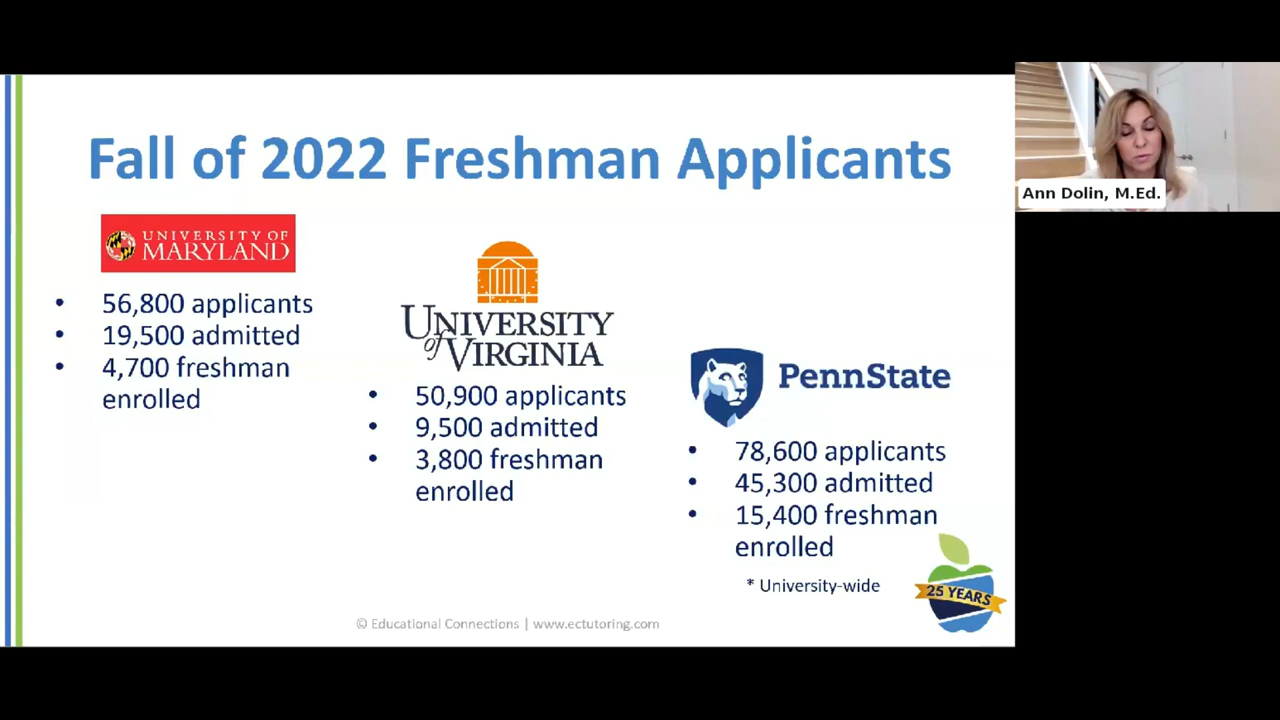 Fall of 2022 Freshman Applicants
UNIVERSITY OF
MARYLAND
• 56,800 applicants
• 19,500 admitted
• 4,700 freshman
enrolled
UNIVERSITY
of VIRGINIA
• 50,900 applicants
• 9,500 admitted
• 3,800 freshman
enrolled
PennState
• 78,600 applicants
• 45,300 admitted
• 15,400 freshman
enrolled
* University-wide
25 YEARS
© Educational Connections | www.ectutoring.com
Ann Dolin, M.Ed.